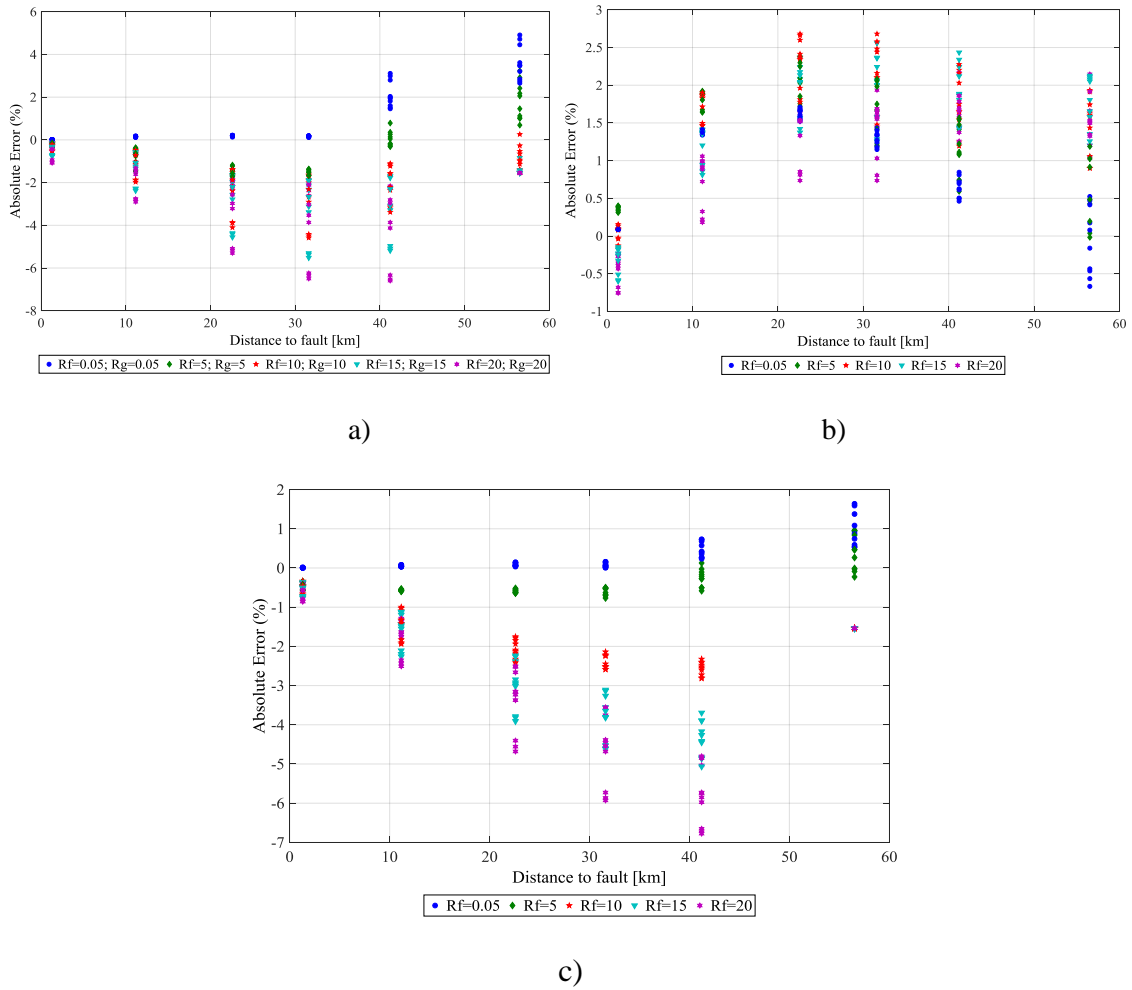 6
4
2
0
-2
-4
-6
-8
Absolute Error (%)
0 10 20 30 40 50 60
Distance to fault [km]
Rf=0.05; Rg=0.05 Rf=5; Rg=5 Rf=10; Rg=10 Rf=15; Rg=15 Rf=20; Rg=20
a)
3
2.5
2
1.5
1
0.5
0
-0.5
-1
Absolute Error (%)
0 10 20 30 40 50 60
Distance to fault [km]
Rf=0.05 Rf=5 Rf=10 Rf=15 Rf=20
b)
2
1
0
-1
-2
-3
-4
-5
-6
-7
Absolute Error (%)
0 10 20 30 40 50 60
Distance to fault [km]
Rf=0.05 Rf=5 Rf=10 Rf=15 Rf=20
c)